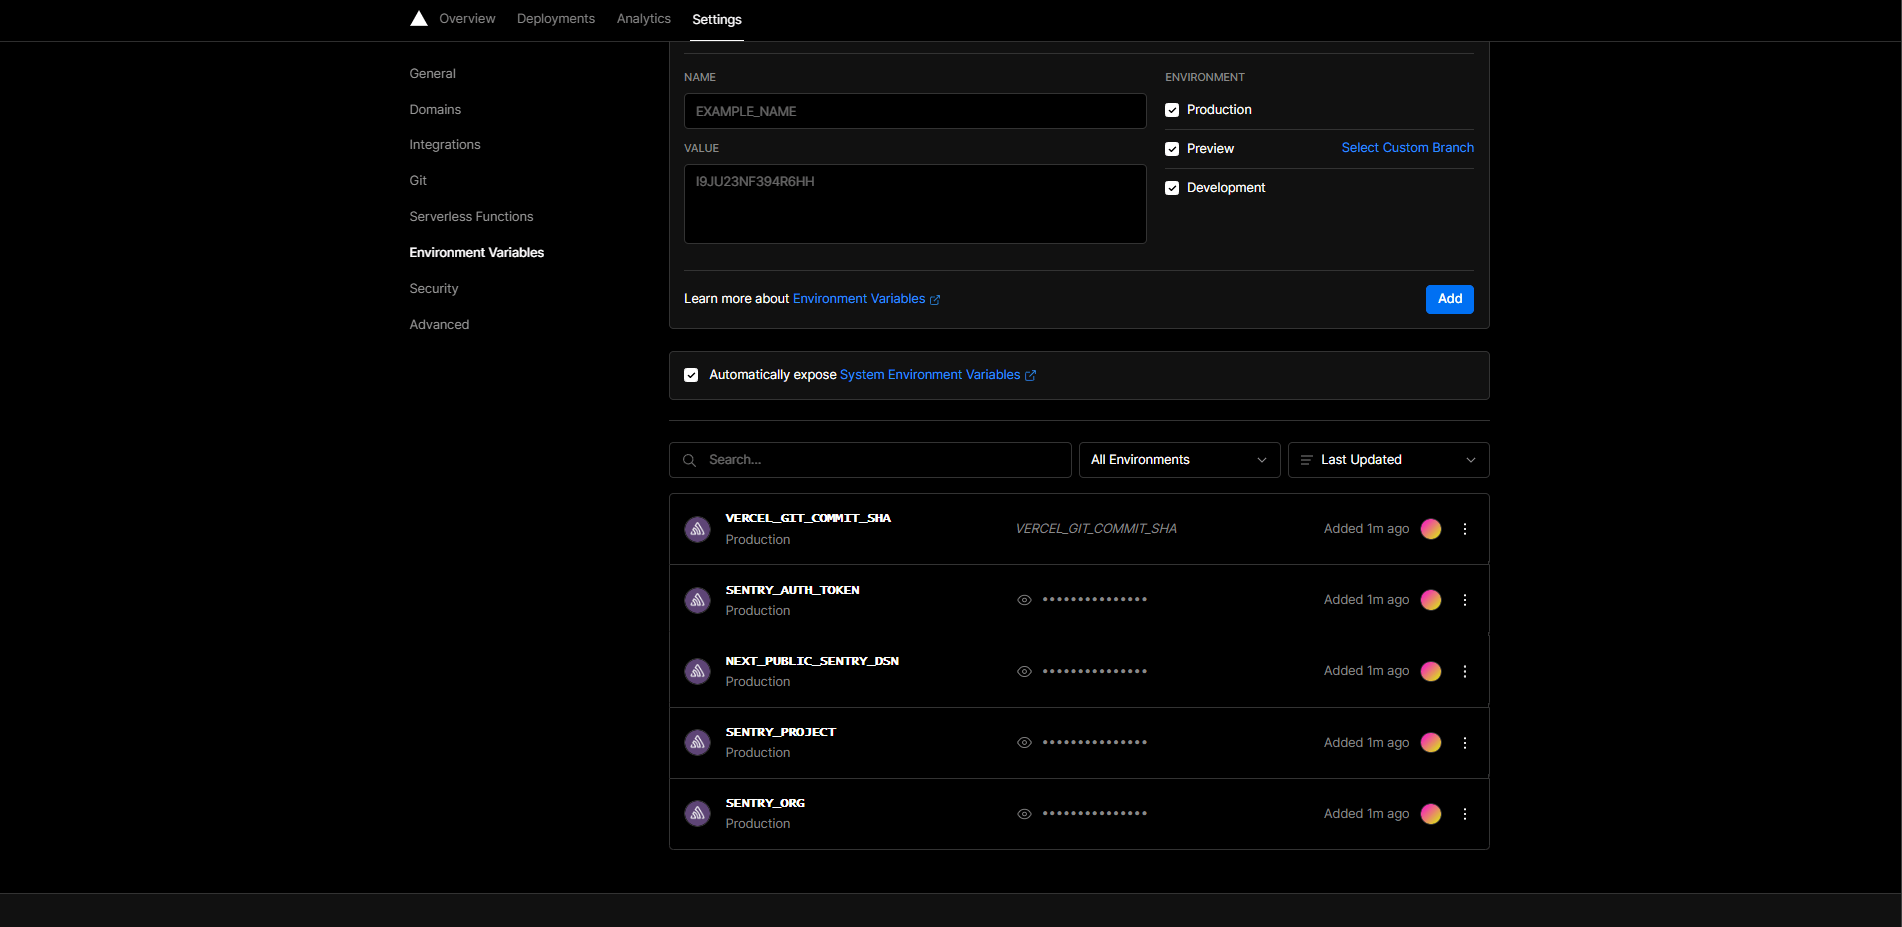 Overview Deployments Analytics Settings
General
Domains
Integrations
Git
Serverless Functions
Environment Variables
Security
Advanced
NAME
EXAMPLE_NAME
VALUE
I9JU23NF394R6HH
ENVIRONMENT
Production
Preview Select Custom Branch
Development
Learn more about Environment Variables
Add
Automatically expose System Environment Variables
Search...
All Environments
Last Updated
VERCEL_GIT_COMMIT_SHA
Production
VERCEL_GIT_COMMIT_SHA
Added 1m ago
SENTRY_AUTH_TOKEN
Production
Added 1m ago
NEXT_PUBLIC_SENTRY_DSN
Production
Added 1m ago
SENTRY_PROJECT
Production
Added 1m ago
SENTRY_ORG
Production
Added 1m ago